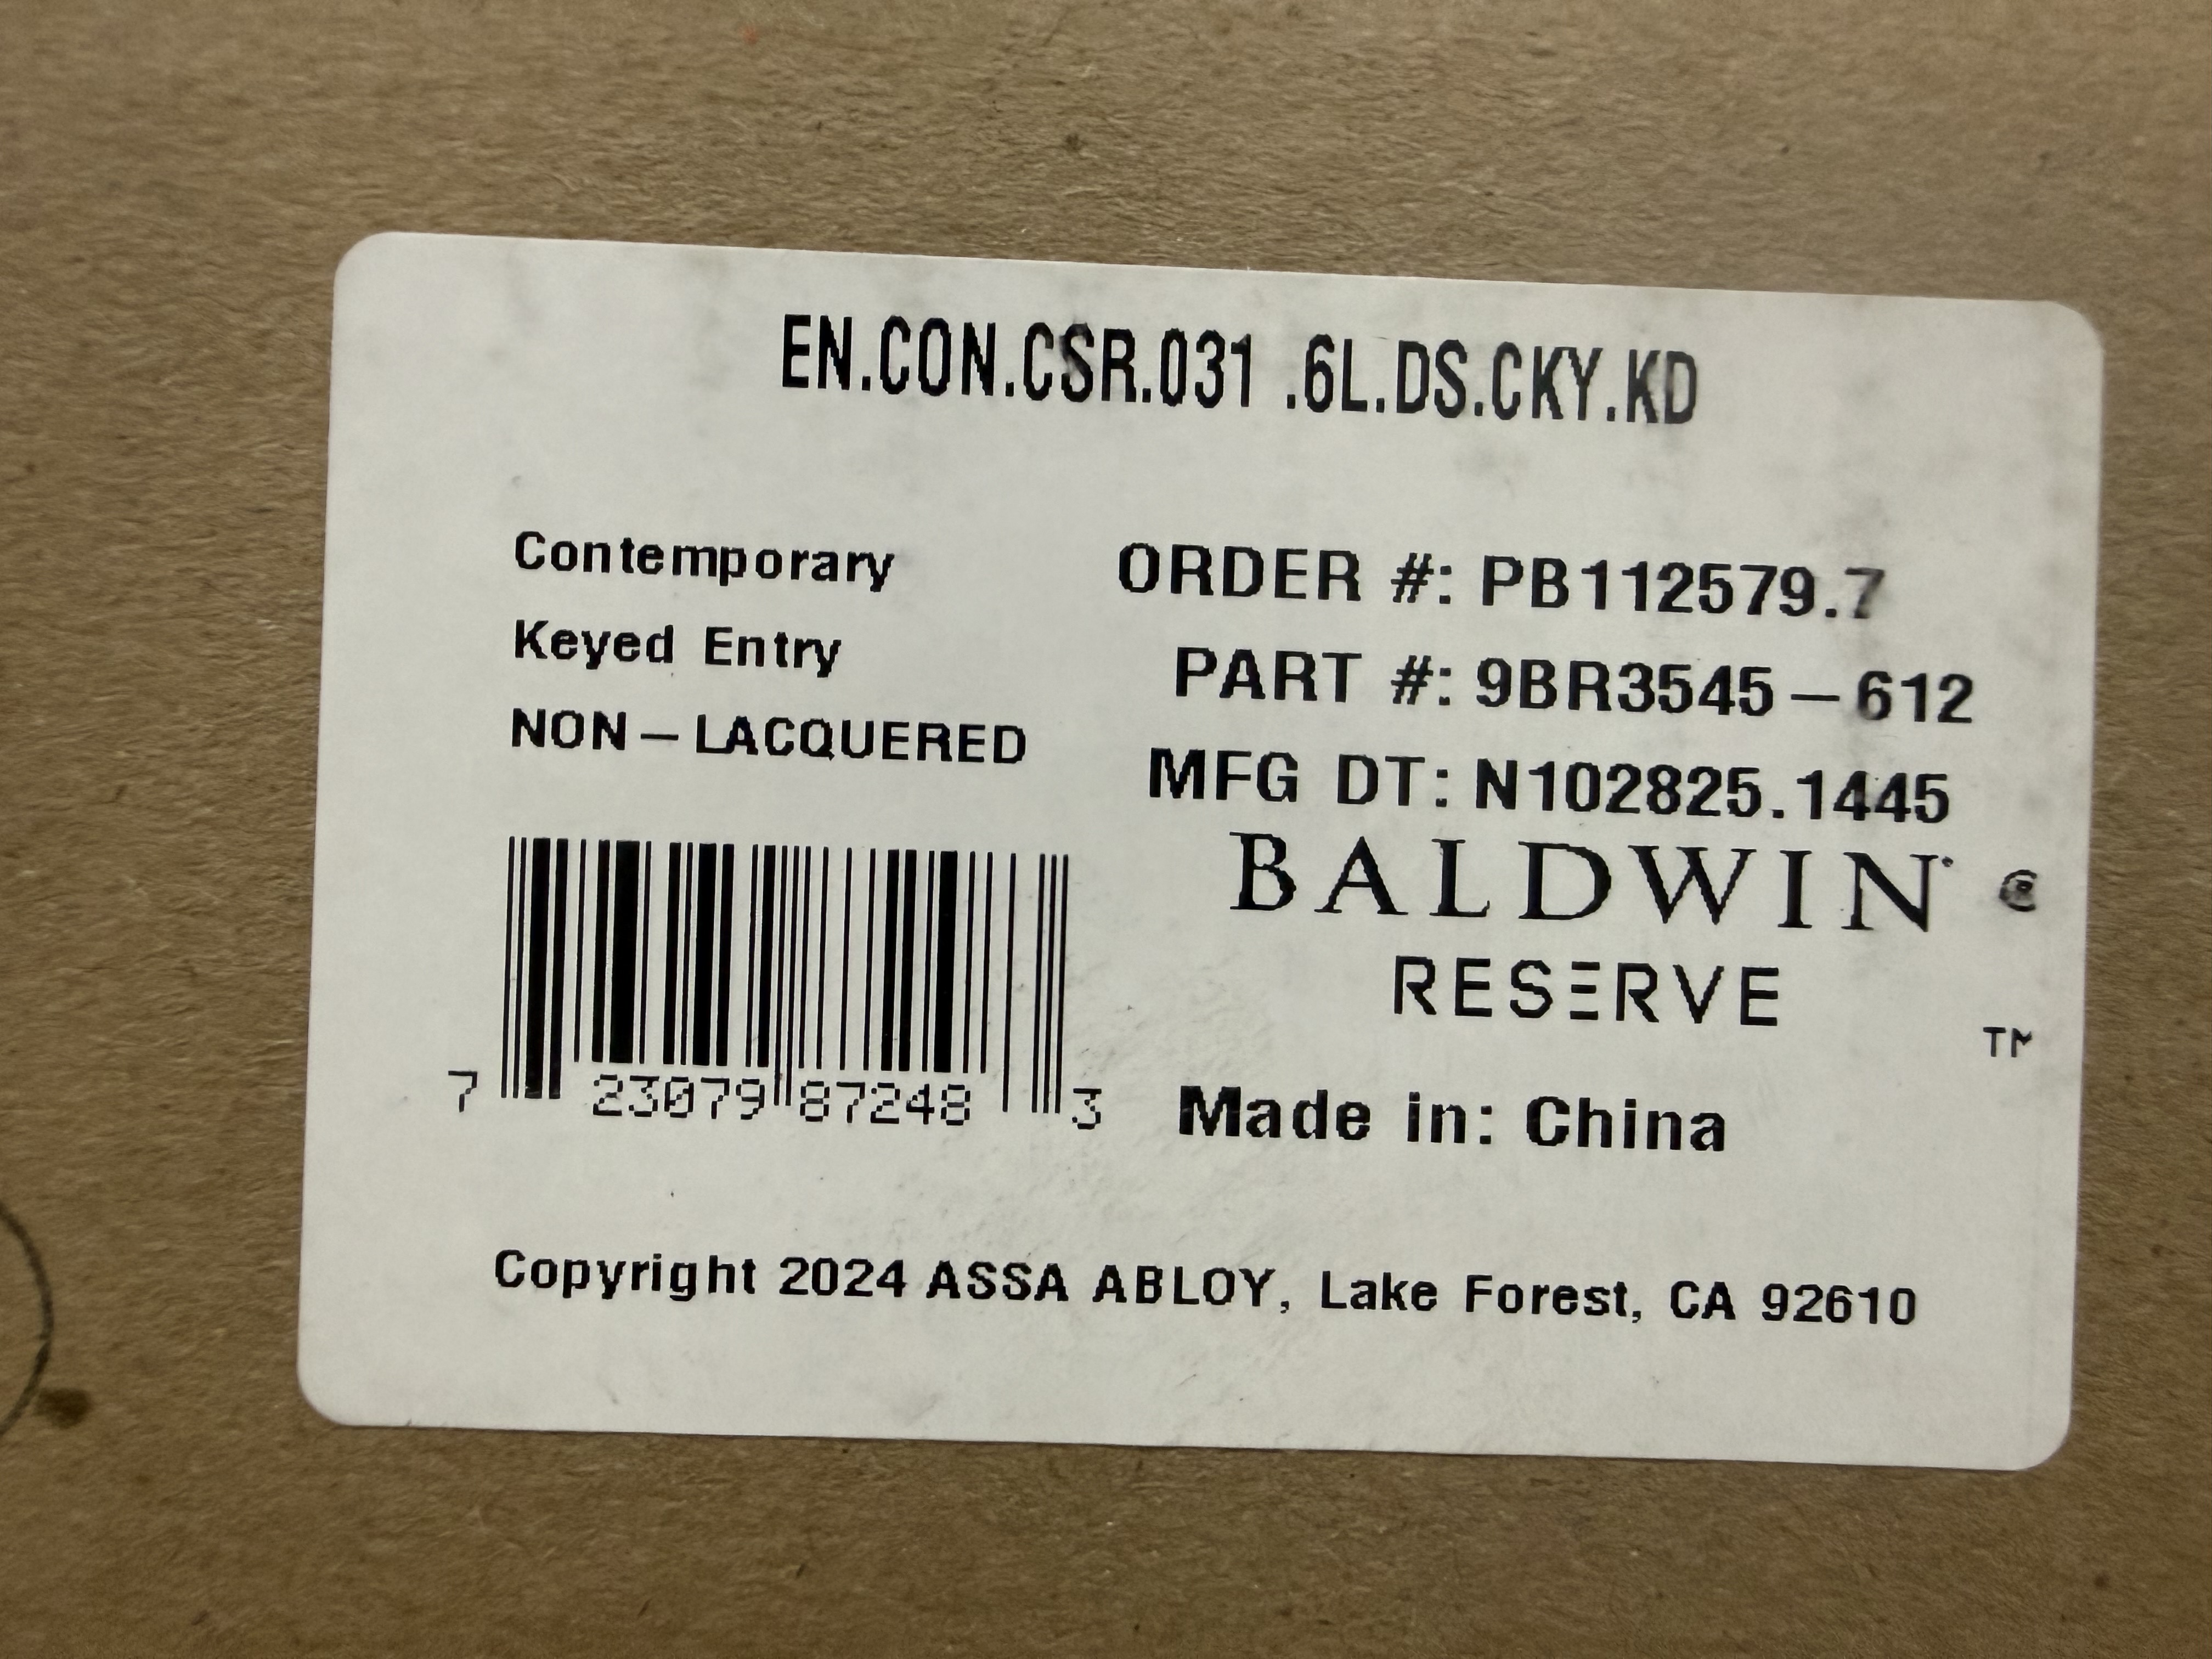 EN.CON.CSR.031 .6L.DS.CKY.KD
Contemporary
Keyed Entry
NON-LACQUERED
ORDER #: PB112579.7
PART #: 9BR3545-612
MFG DT: N102825.1445
BALDWIN
RESERVE
TM
7 23079 87248 3
Made in: China
Copyright 2024 ASSA ABLOY, Lake Forest, CA 92610